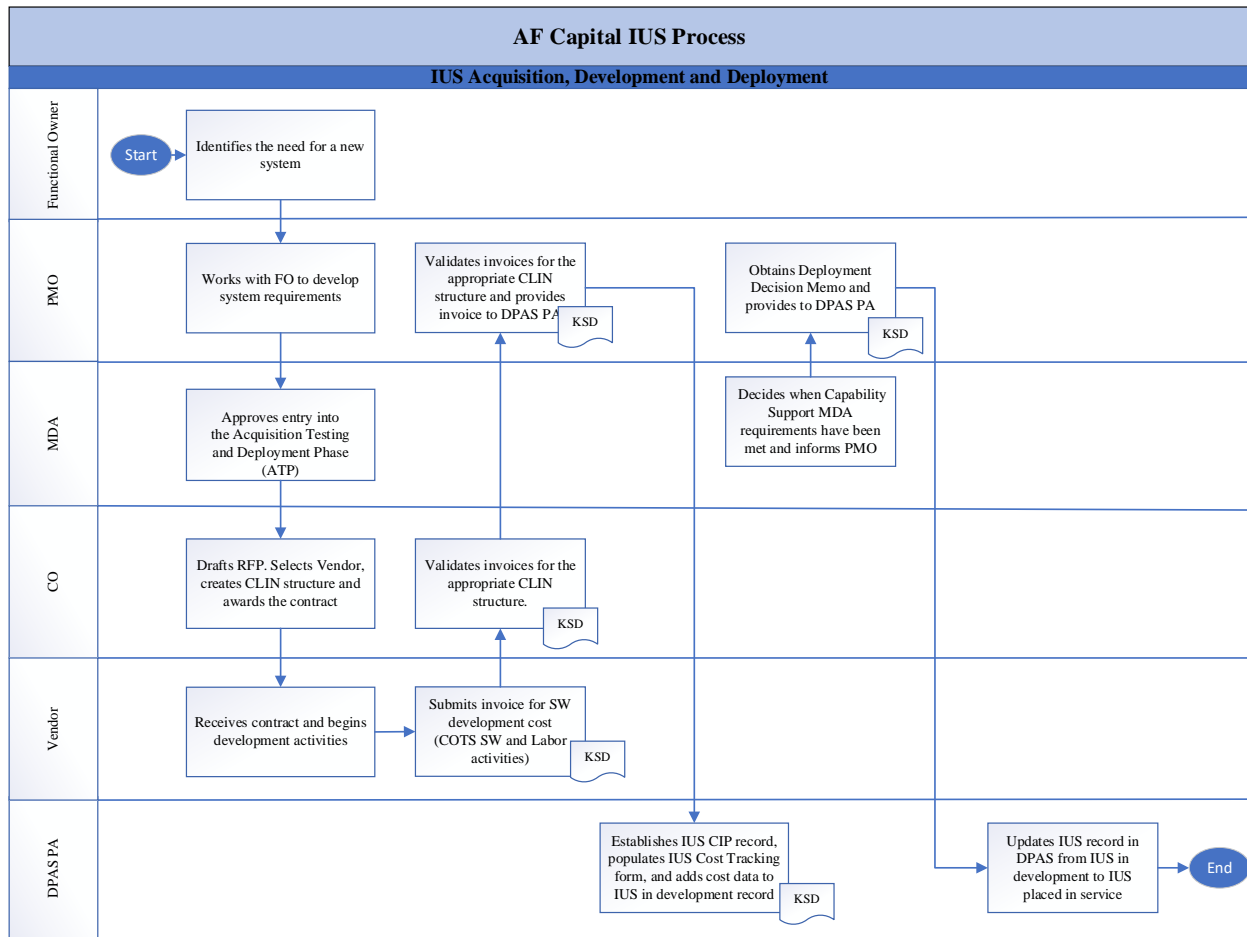 AF Capital IUS Process
IUS Acquisition, Development and Deployment
Functional Owner
Start
Identifies the need for a new
system
PMO
Works with FO to develop
system requirements
Validates invoices for the
appropriate CLIN
structure and provides
invoice to DPAS PA
KSD
Obtains Deployment
Decision Memo and
provides to DPAS PA
KSD
MDA
Approves entry into
the Acquisition Testing
and Deployment Phase
(ATP)
Decides when Capability
Support MDA
requirements have been
met and informs PMO
CO
Drafts RFP. Selects Vendor,
creates CLIN structure and
awards the contract
Validates invoices for the
appropriate CLIN
structure.
KSD
Vendor
Receives contract and begins
development activities
Submits invoice for SW
development cost
(COTS SW and Labor
activities)
KSD
DPAS PA
Establishes IUS CIP record,
populates IUS Cost Tracking
form, and adds cost data to
IUS in development record
KSD
Updates IUS record in
DPAS from IUS in
development to IUS
placed in service
End